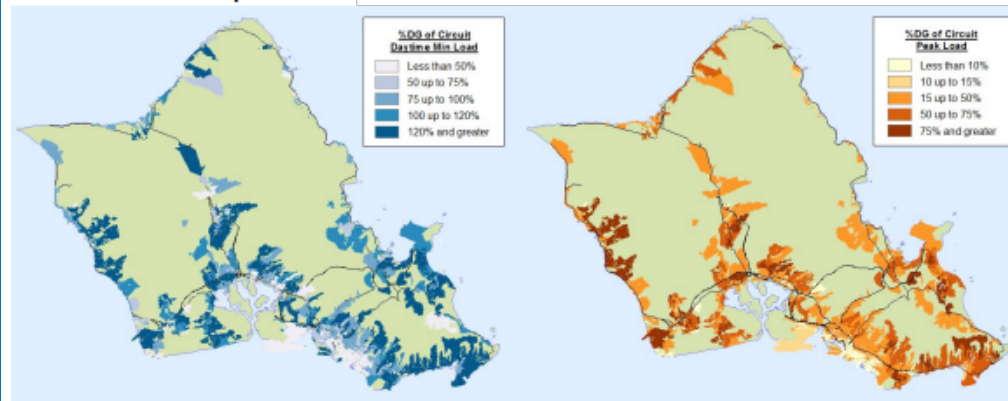 %DG of Circuit
Dastime Min Load
Less than 50%
50 up to 75%
75 up to 100%
100 up to 120%
120% and greater
%DG of Circuit
Peak Load
Less than 10%
10 up to 15%
15 up to 50%
50 up to 75%
75% and greater